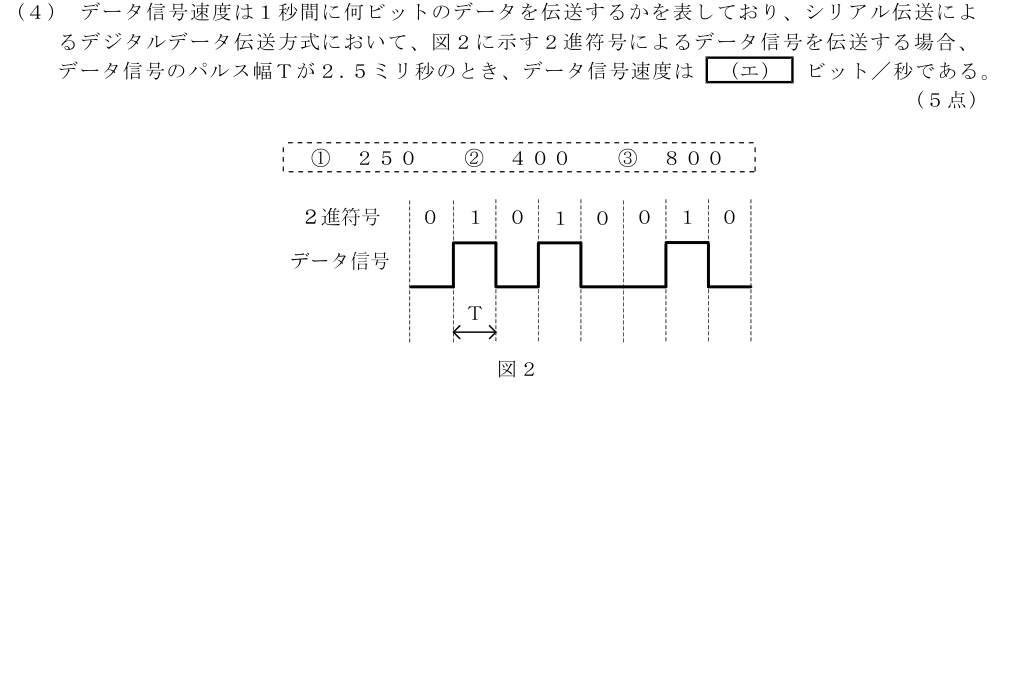 （４） データ信号速度は１秒間に何ビットのデータを伝送するかを表しており、シリアル伝送によ
るデジタルデータ伝送方式において、図２に示す２進符号によるデータ信号を伝送する場合、
データ信号のパルス幅Ｔが２．５ミリ秒のとき、データ信号速度は （エ） ビット／秒である。
（５点）
① ２５０ ② ４００ ③ ８００
２進符号 ０ １ ０ １ ０ ０ １ ０
データ信号
Ｔ
図２